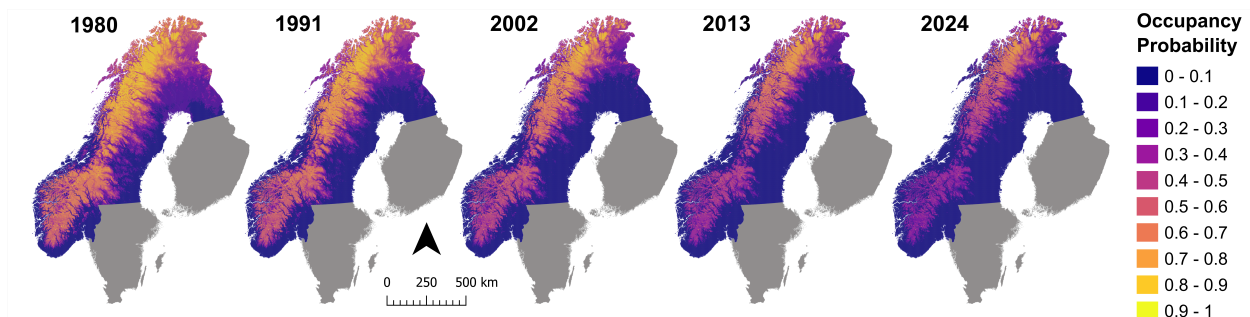 1980
1991
2002
2013
2024
Occupancy
Probability
0 - 0.1
0.1 - 0.2
0.2 - 0.3
0.3 - 0.4
0.4 - 0.5
0.5 - 0.6
0.6 - 0.7
0.7 - 0.8
0.8 - 0.9
0.9 - 1
0 250 500 km